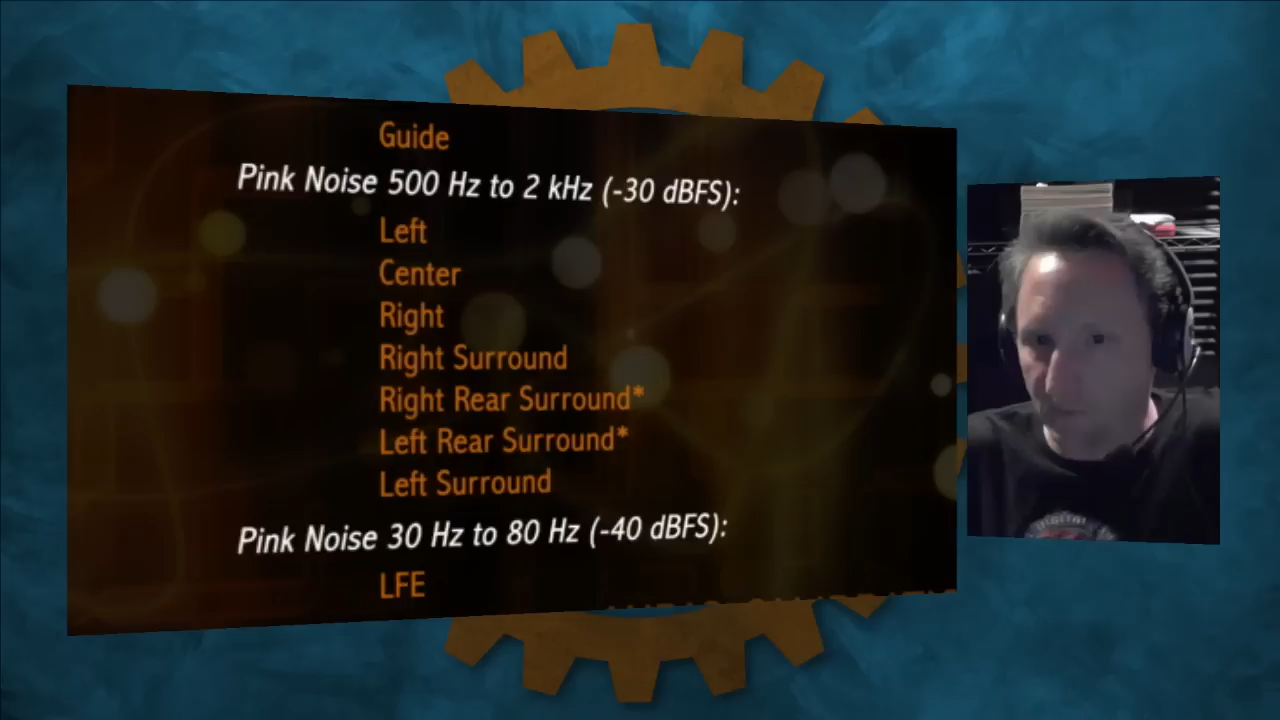 Guide
Pink Noise 500 Hz to 2 kHz (-30 dBFS):
Left
Center
Right
Right Surround
Right Rear Surround*
Left Rear Surround*
Left Surround
Pink Noise 30 Hz to 80 Hz (-40 dBFS):
LFE
DIGITAL